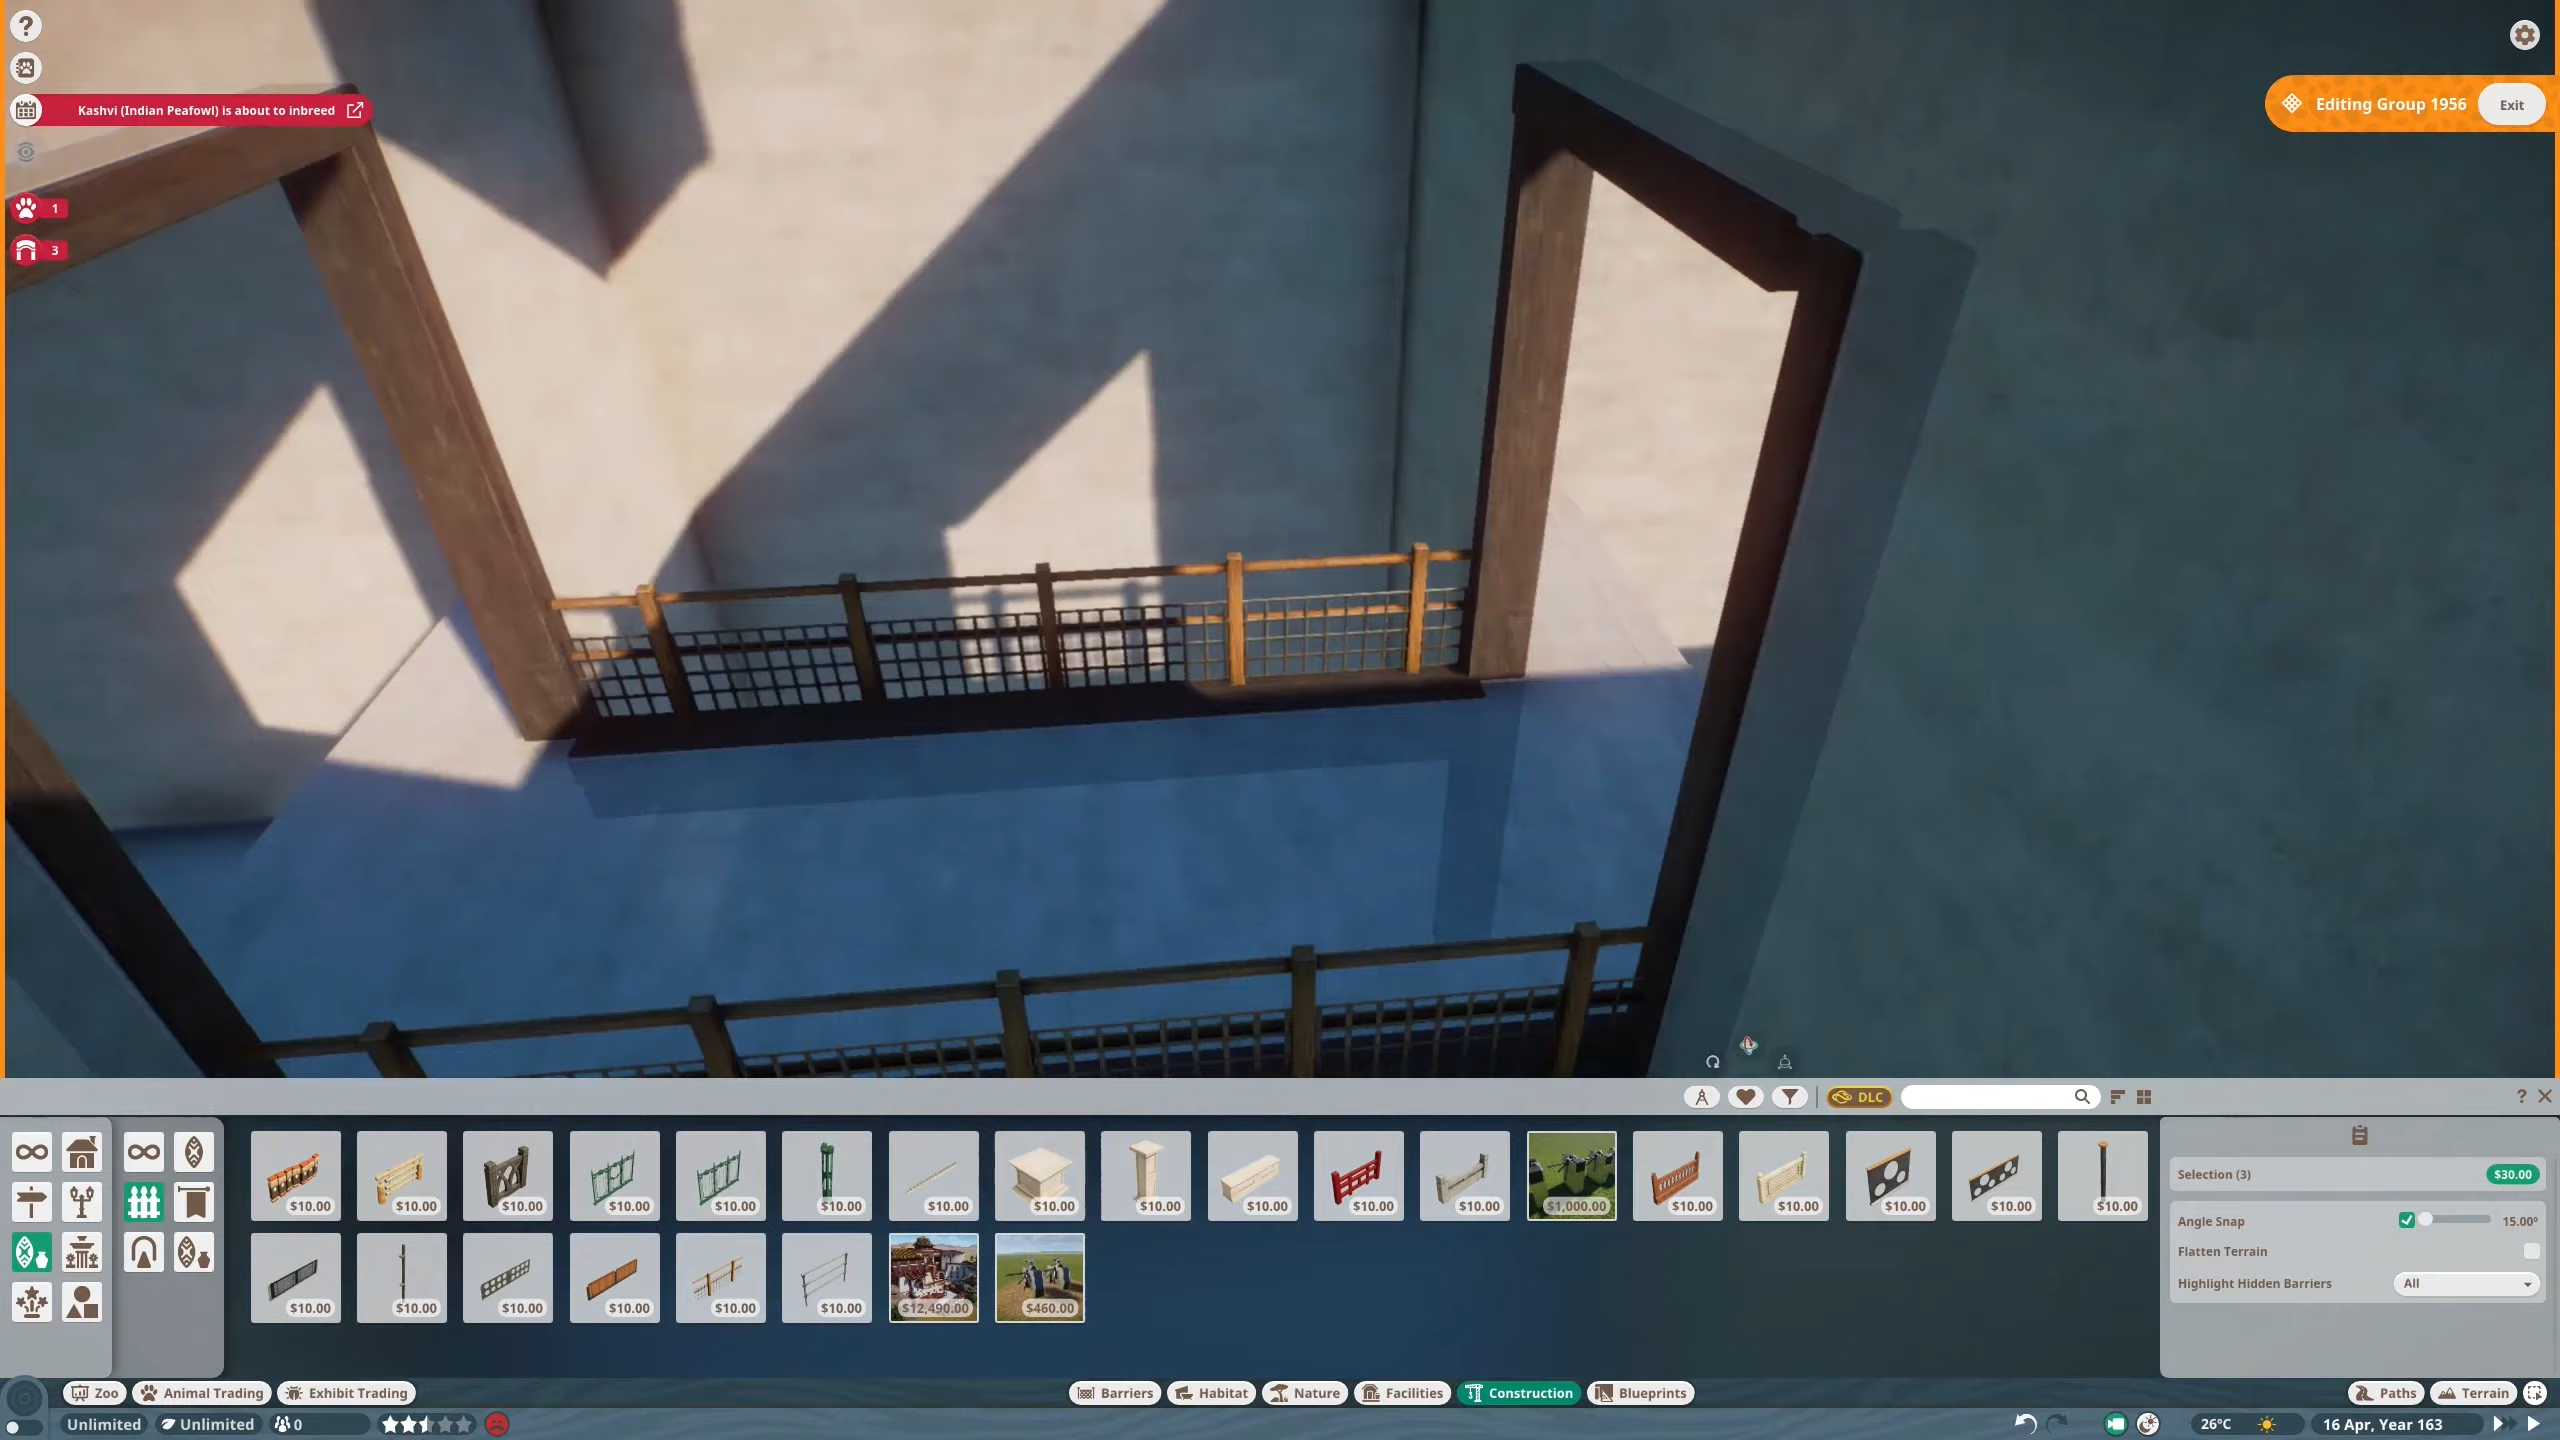 ?
Kashvi (Indian Peafowl) is about to inbreed
Editing Group 1956
Exit
1
3
DLC
?
$10.00 $10.00 $10.00 $10.00 $10.00 $10.00 $10.00 $10.00 $10.00 $10.00 $10.00 $10.00 $1,000.00 $10.00 $10.00 $10.00 $10.00 $10.00
$10.00 $10.00 $10.00 $10.00 $10.00 $10.00 $12,490.00 $460.00
Selection (3) $30.00
Angle Snap 15.00°
Flatten Terrain
Highlight Hidden Barriers All
Zoo Animal Trading Exhibit Trading Barriers Habitat Nature Facilities Construction Blueprints Paths Terrain
Unlimited Unlimited 0 26°C 16 Apr, Year 163